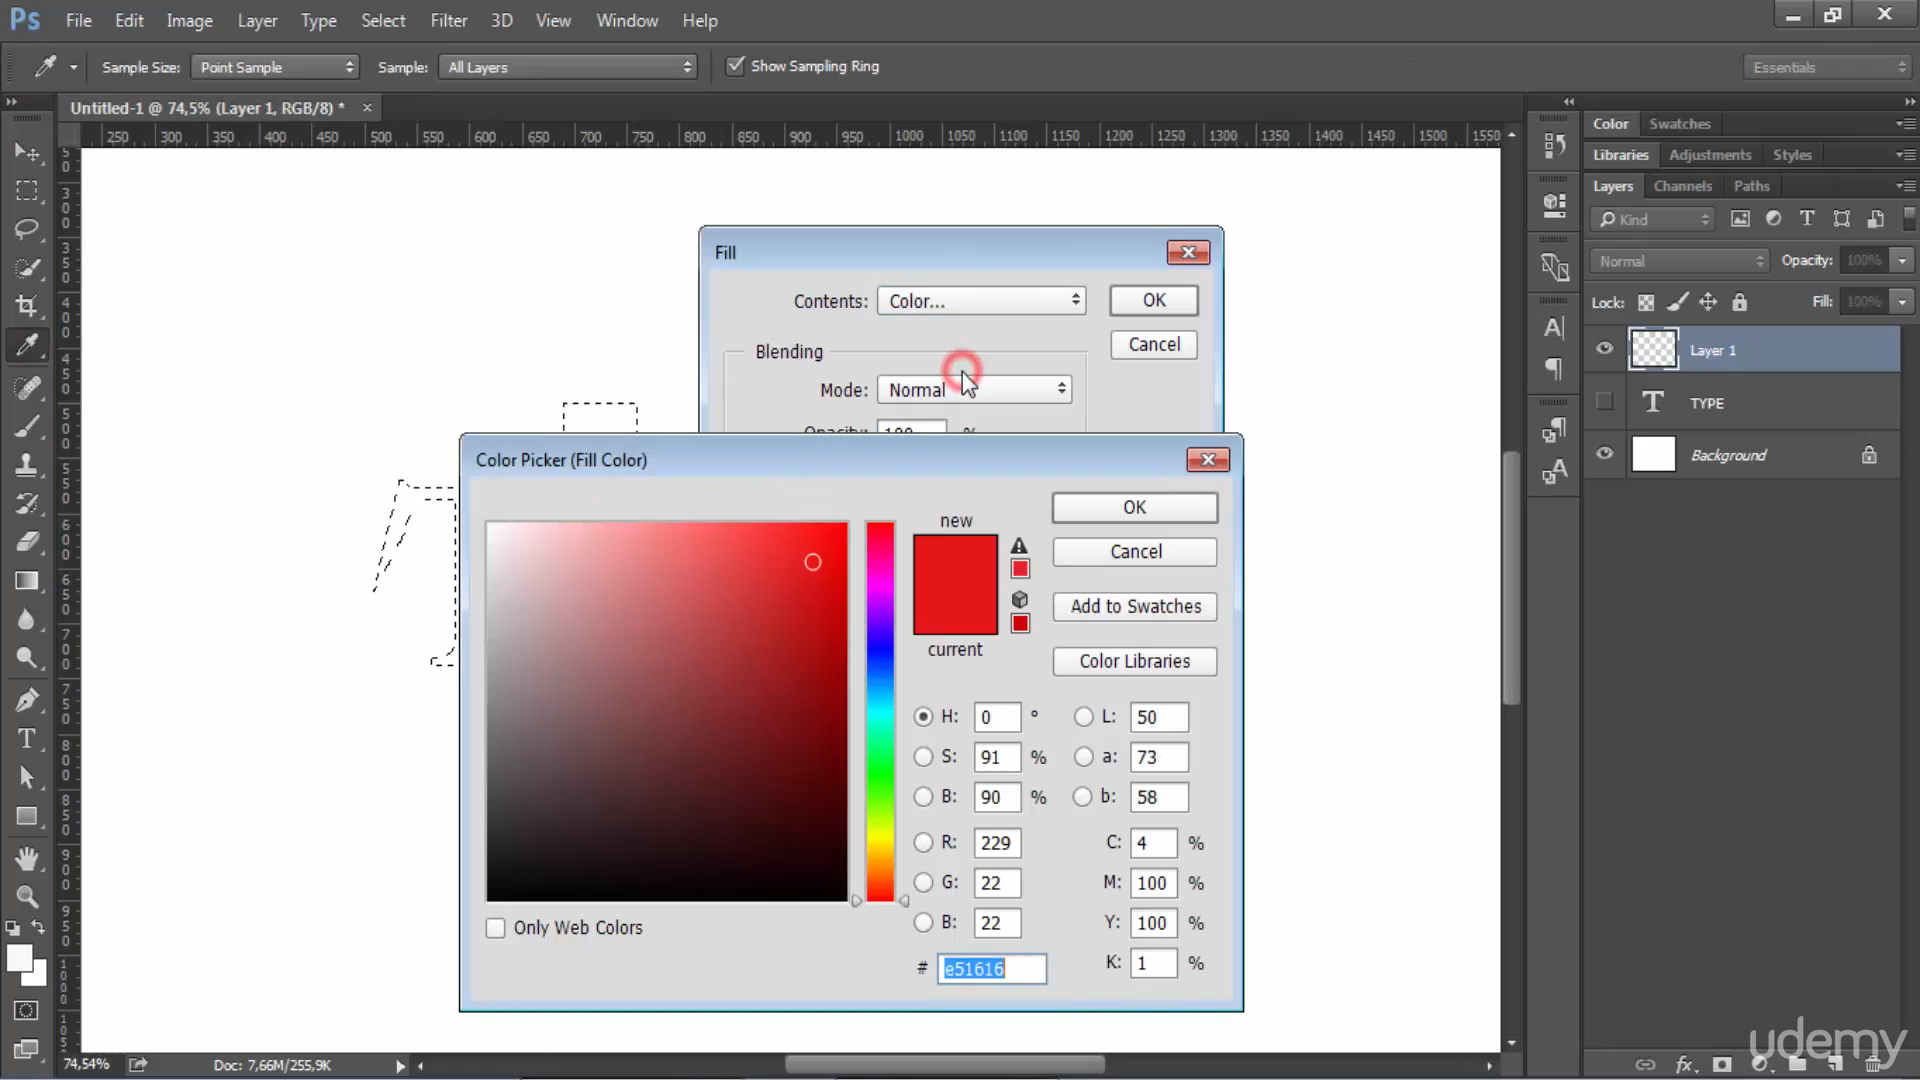 Ps File Edit Image Layer Type Select Filter 3D View Window Help
Sample Size: Point Sample Sample: All Layers Show Sampling Ring Essentials
Untitled-1 @ 74,5% (Layer 1, RGB/8) * ×
250 300 350 400 450 500 550 600 650 700 750 800 850 900 950 1000 1050 1100 1150 1200 1250 1300 1350 1400 1450 1500 1550
Color Swatches
Libraries Adjustments Styles
Layers Channels Paths
Kind
Normal Opacity: 100%
Lock: Fill: 100%
Layer 1
T TYPE
Background
Fill
Contents: Color... OK
Cancel
Blending
Mode: Normal
Opacity: 100 %
Color Picker (Fill Color)
new
current
OK
Cancel
Add to Swatches
Color Libraries
H: 0 ° L: 50
S: 91 % a: 73
B: 90 % b: 58
R: 229 C: 4 %
G: 22 M: 100 %
B: 22 Y: 100 %
# e51616 K: 1 %
Only Web Colors
74,54% Doc: 7,66M/255,9K
fx
udemy